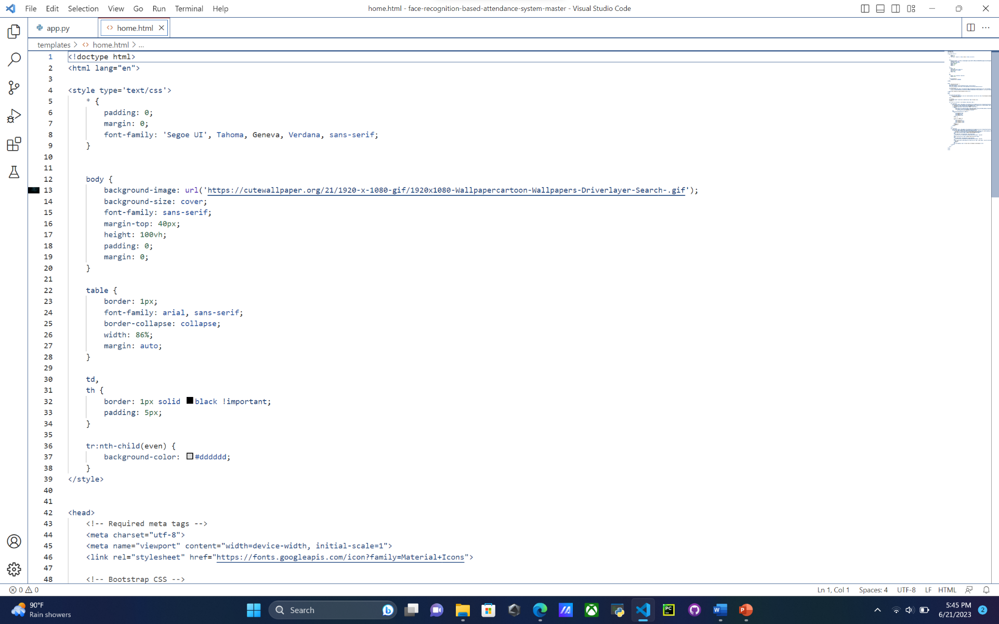 File Edit Selection View Go Run Terminal Help
home.html - face-recognition-based-attendance-system-master - Visual Studio Code
app.py
<> home.html
templates > <> home.html > ...
1 <!doctype html>
2 <html lang="en">
3
4 <style type='text/css'>
5 * {
6 padding: 0;
7 margin: 0;
8 font-family: 'Segoe UI', Tahoma, Geneva, Verdana, sans-serif;
9 }
10
11
12 body {
13 background-image: url('https://cutewallpaper.org/21/1920-x-1080-gif/1920x1080-Wallpapercartoon-Wallpapers-Driverlayer-Search-.gif');
14 background-size: cover;
15 font-family: sans-serif;
16 margin-top: 40px;
17 height: 100vh;
18 padding: 0;
19 margin: 0;
20 }
21
22 table {
23 border: 1px;
24 font-family: arial, sans-serif;
25 border-collapse: collapse;
26 width: 86%;
27 margin: auto;
28 }
29
30 td,
31 th {
32 border: 1px solid black !important;
33 padding: 5px;
34 }
35
36 tr:nth-child(even) {
37 background-color: #dddddd;
38 }
39 </style>
40
41
42 <head>
43 <!-- Required meta tags -->
44 <meta charset="utf-8">
45 <meta name="viewport" content="width=device-width, initial-scale=1">
46 <link rel="stylesheet" href="https://fonts.googleapis.com/icon?family=Material+Icons">
47
48 <!-- Bootstrap CSS -->
0 0
Ln 1, Col 1 Spaces: 4 UTF-8 LF HTML
90°F
Rain showers
Search
PC
W
P
5:45 PM
6/21/2023
2